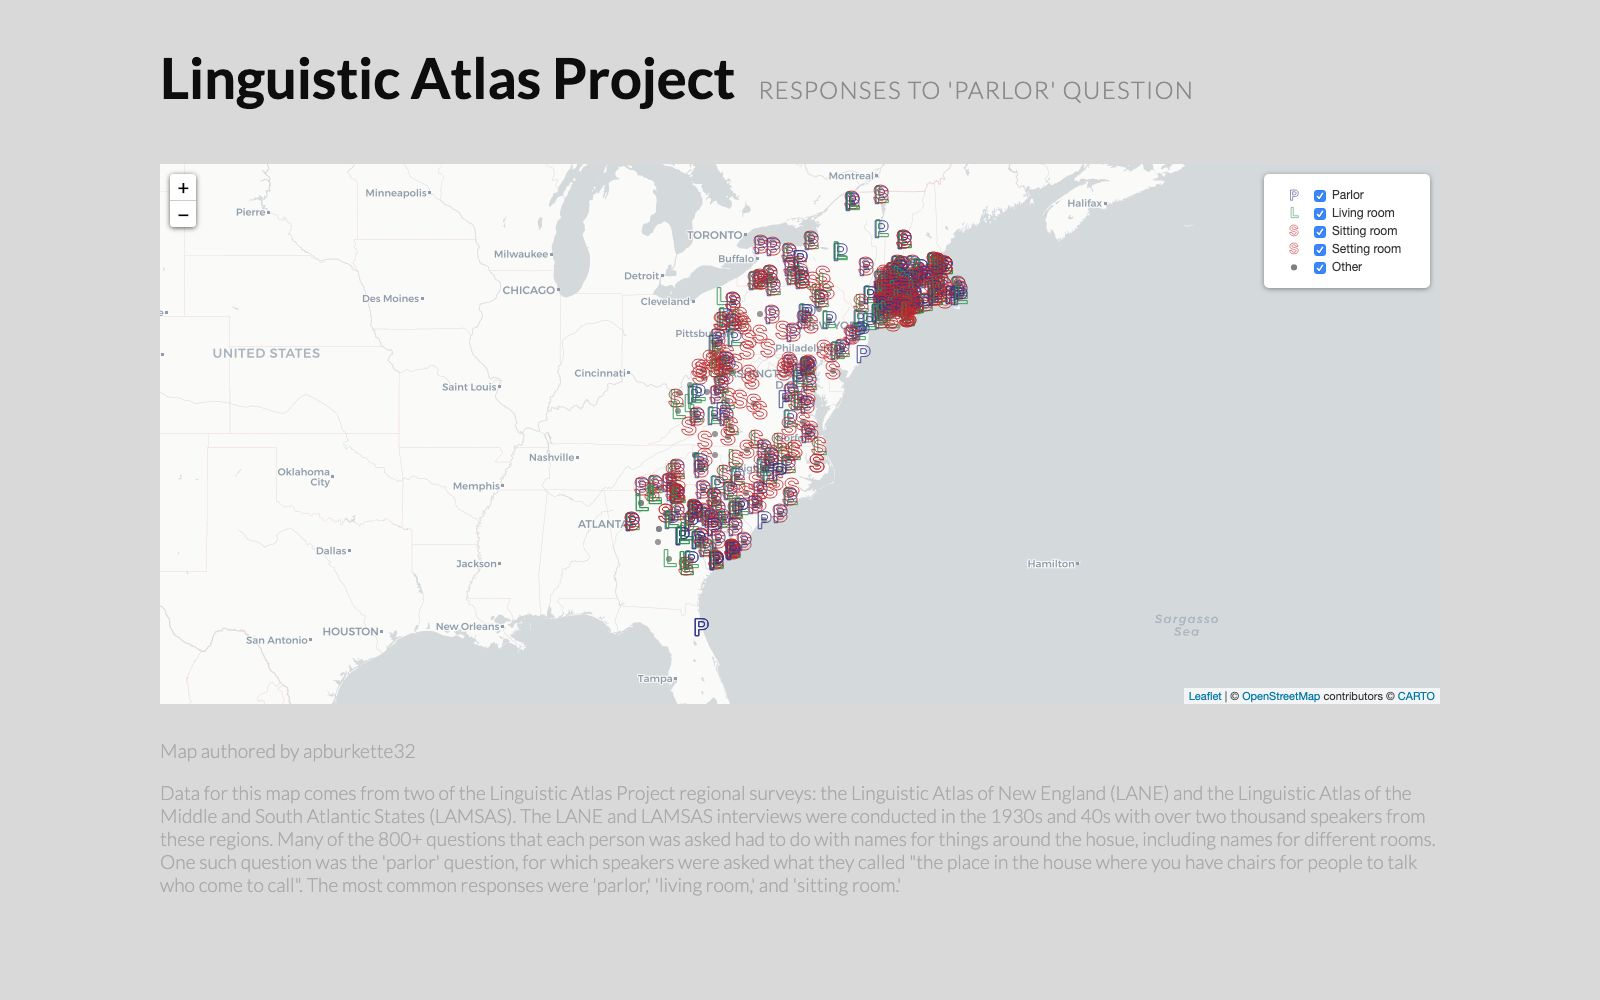 Linguistic Atlas Project RESPONSES TO 'PARLOR' QUESTION
+
−
Montreal
Minneapolis
Pierre
Halifax
TORONTO
Buffalo
Milwaukee
Detroit
CHICAGO
Des Moines
Cleveland
UNITED STATES
Cincinnati
Saint Louis
Nashville
Oklahoma
City
Memphis
ATLANTA
Dallas
Jackson
Hamilton
New Orleans
HOUSTON
San Antonio
Tampa
Sargasso
Sea
P Parlor
L Living room
S Sitting room
S Setting room
Other
Leaflet | © OpenStreetMap contributors © CARTO
Map authored by apburkette32
Data for this map comes from two of the Linguistic Atlas Project regional surveys: the Linguistic Atlas of New England (LANE) and the Linguistic Atlas of the
Middle and South Atlantic States (LAMSAS). The LANE and LAMSAS interviews were conducted in the 1930s and 40s with over two thousand speakers from
these regions. Many of the 800+ questions that each person was asked had to do with names for things around the hosue, including names for different rooms.
One such question was the 'parlor' question, for which speakers were asked what they called "the place in the house where you have chairs for people to talk
who come to call". The most common responses were 'parlor,' 'living room,' and 'sitting room.'